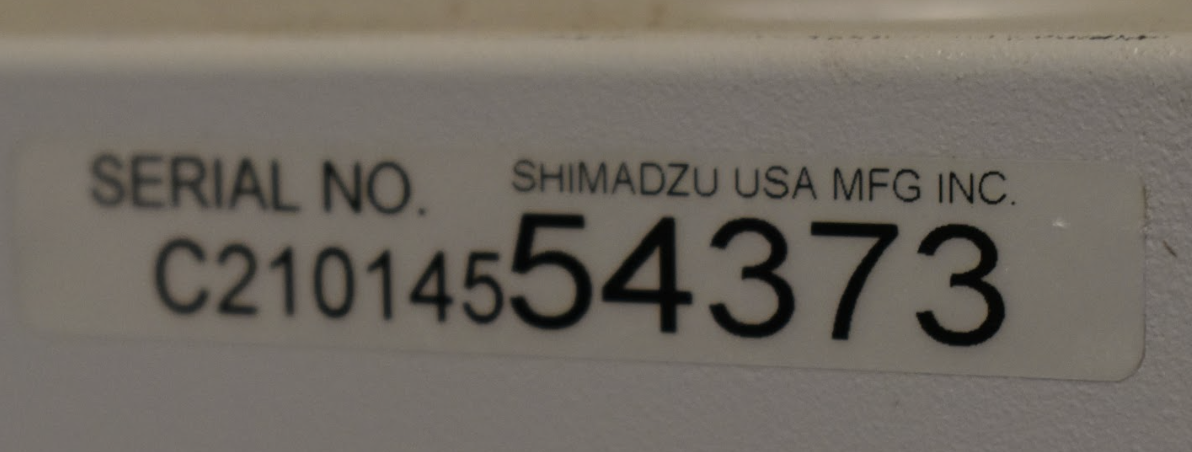 SERIAL NO. SHIMADZU USA MFG INC.
C21014554373